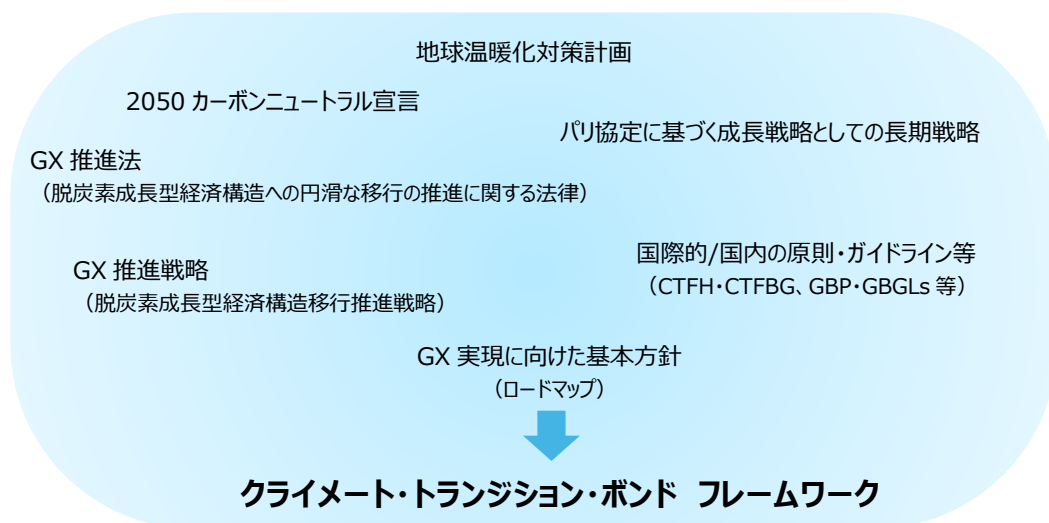 地球温暖化対策計画
2050 カーボンニュートラル宣言
パリ協定に基づく成長戦略としての長期戦略
GX 推進法
（脱炭素成長型経済構造への円滑な移行の推進に関する法律）
国際的/国内の原則・ガイドライン等
（CTFH・CTFBG、GBP・GBGLs 等）
GX 推進戦略
（脱炭素成長型経済構造移行推進戦略）
GX 実現に向けた基本方針
（ロードマップ）
クライメート・トランジション・ボンド フレームワーク